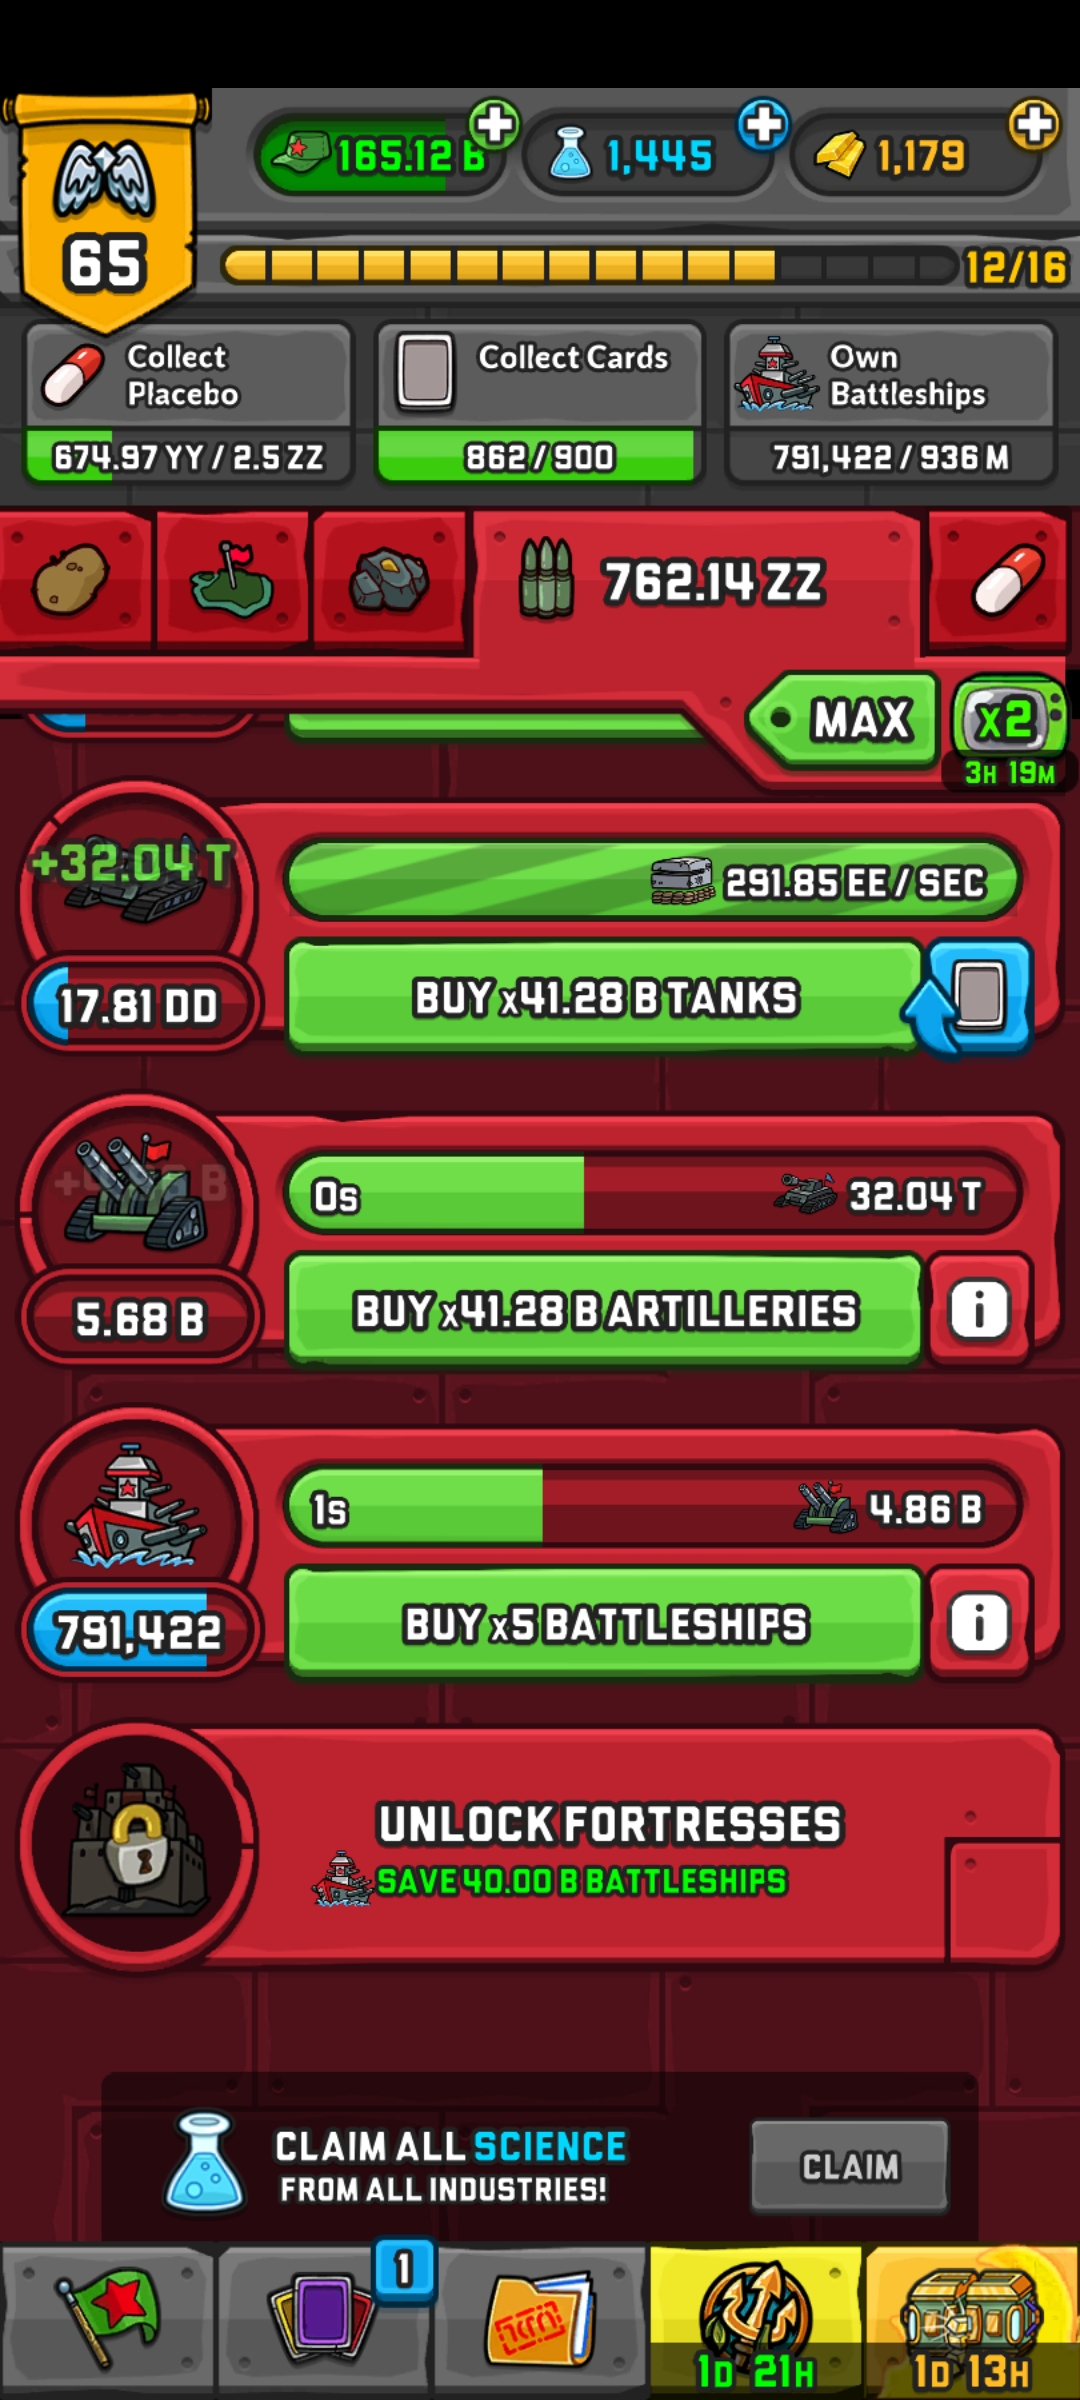 165.12 B
1,445
1,179
65
12/16
Collect
Placebo
674.97 YY / 2.5 ZZ
Collect Cards
862/900
Own
Battleships
791,422 / 936 M
762.14 ZZ
MAX
x2
3H 19M
+32.04 T
291.85 EE / SEC
17.81 DD
BUY x41.28 B TANKS
0s
32.04 T
5.68 B
BUY x41.28 B ARTILLERIES
i
1s
4.86 B
791,422
BUY x5 BATTLESHIPS
i
UNLOCK FORTRESSES
SAVE 40.00 B BATTLESHIPS
CLAIM ALL SCIENCE
FROM ALL INDUSTRIES!
CLAIM
1
1D 21H
1D 13H